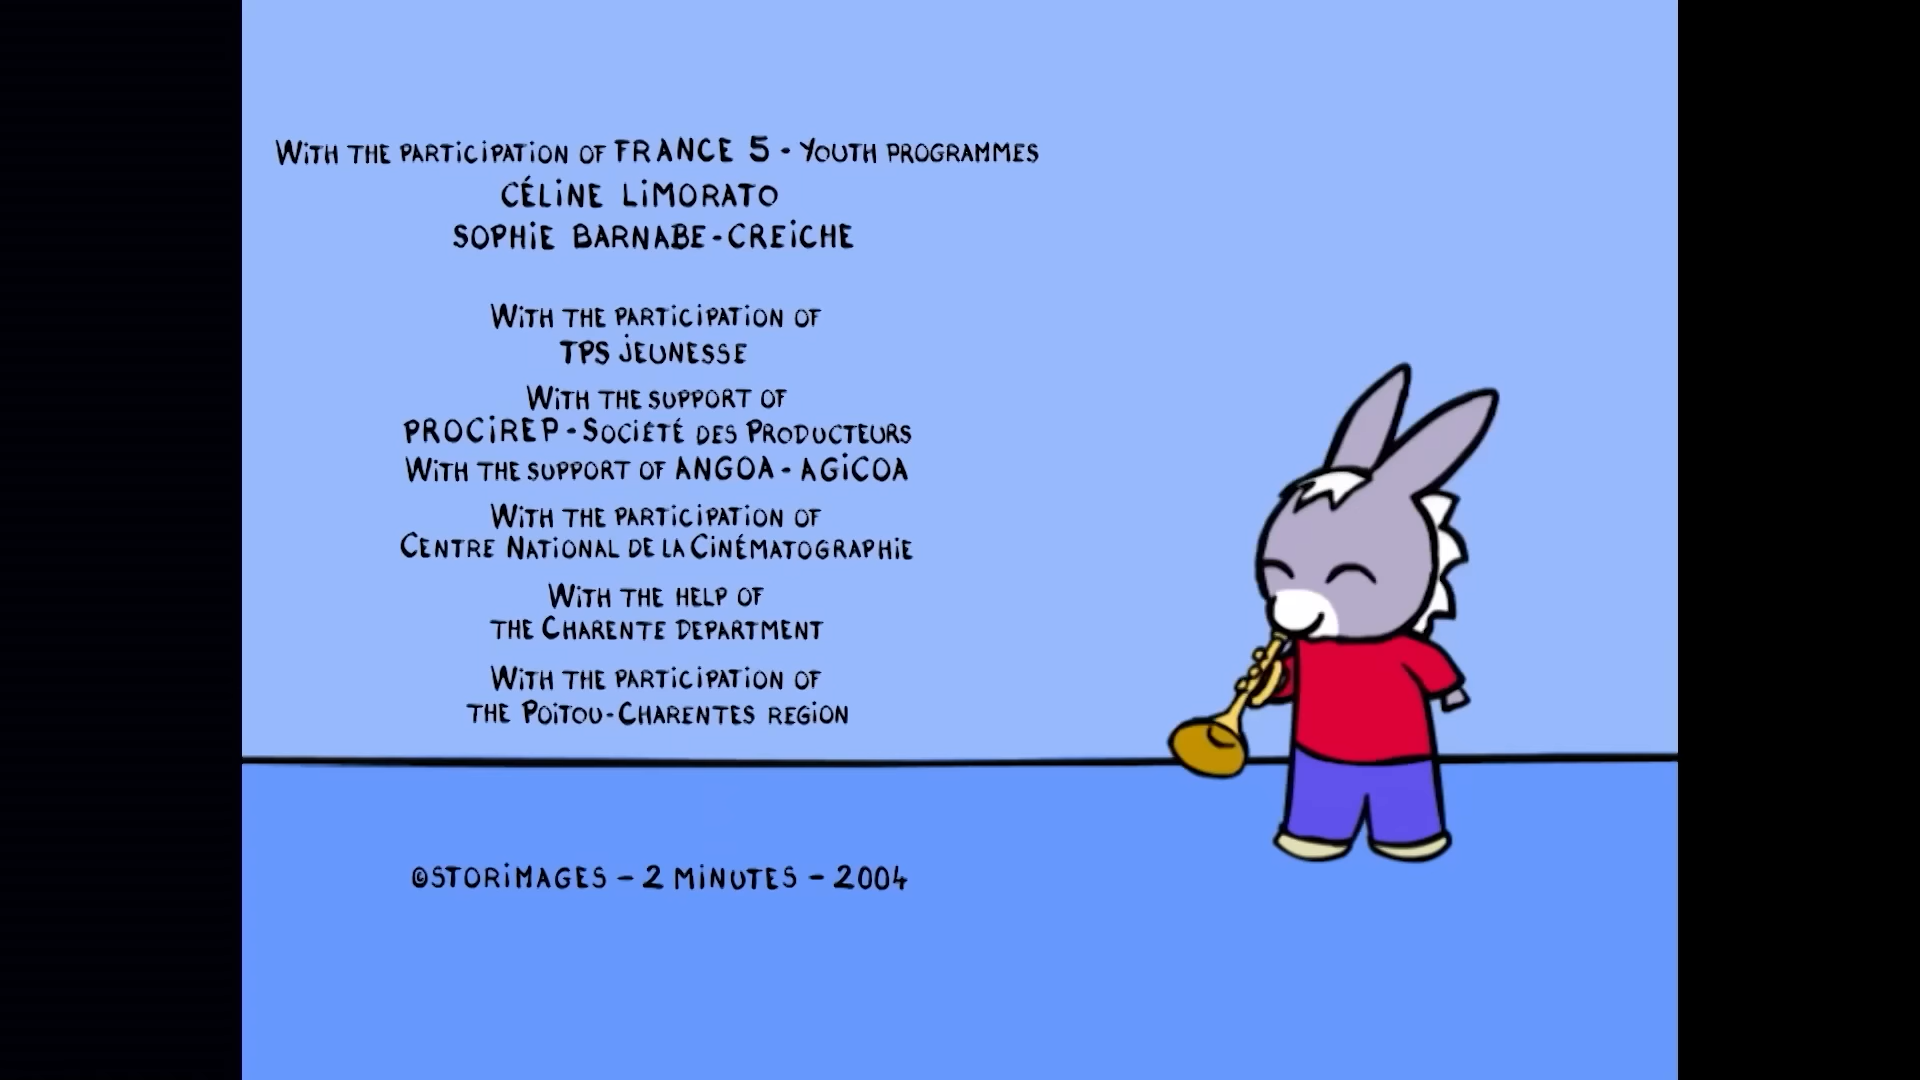 WiTH THE PARTiCiPATiON OF FRANCE 5 - YOUTH PROGRAMMES
CÉLiNE LiMORATO
SOPHiE BARNABE-CREiCHE
WiTH THE PARTiCiPATiON OF
TPS jEUNESSE
WiTH THE SUPPORT OF
PROCiREP - SOCiÉTÉ DES PRODUCTEURS
WiTH THE SUPPORT OF ANGOA - AGiCOA
WiTH THE PARTiCiPATiON OF
CENTRE NATiONAL DE LA CiNÉMATOGRAPHiE
WiTH THE HELP OF
THE CHARENTE DEPARTMENT
WiTH THE PARTiCiPATiON OF
THE POiTOU-CHARENTES REGiON
©STORiMAGES - 2 MiNUTES - 2004